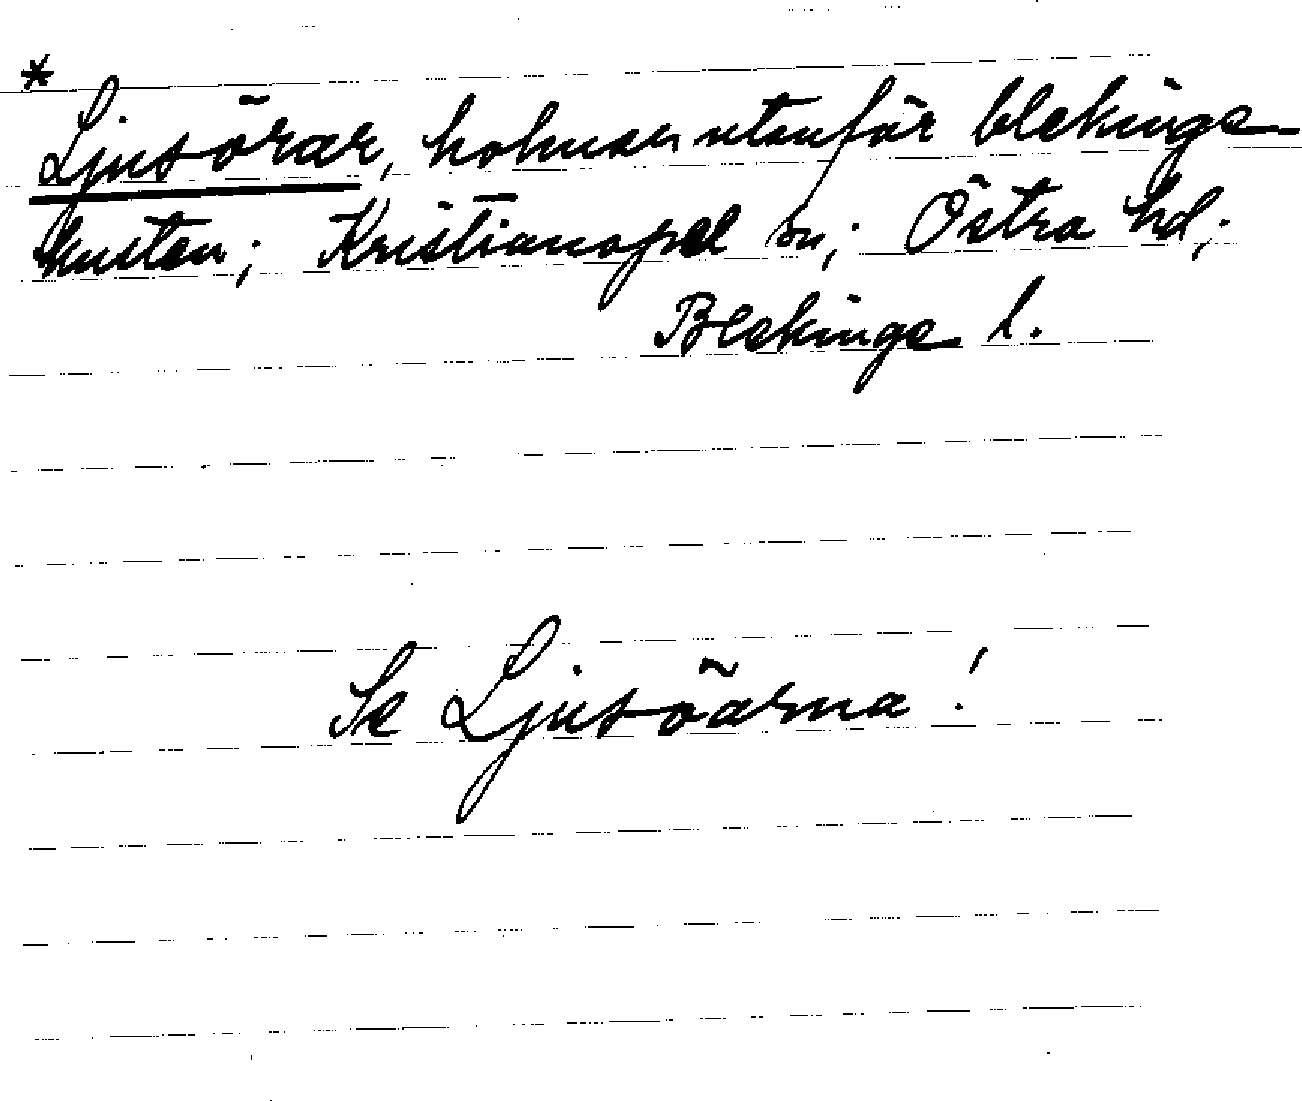 * Ljusörar, holmar utanför blekinge-
kusten; Kristianopel sn; Östra hd;
Blekinge l.
Se Ljusöarna!